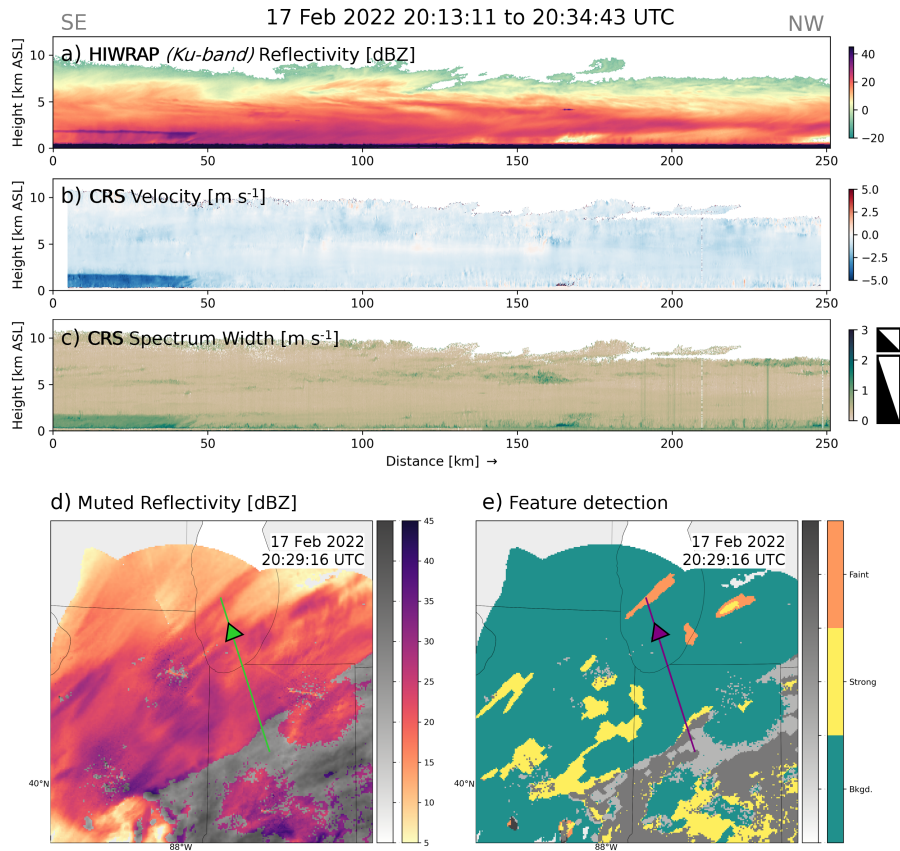 17 Feb 2022 20:13:11 to 20:34:43 UTC
SE
NW
a) HIWRAP (Ku-band) Reflectivity [dBZ]
Height [km ASL]
10
5
0
0 50 100 150 200 250
40
20
0
−20
b) CRS Velocity [m s-1]
Height [km ASL]
10
5
0
0 50 100 150 200 250
5.0
2.5
0.0
−2.5
−5.0
c) CRS Spectrum Width [m s-1]
Height [km ASL]
10
5
0
0 50 100 150 200 250
Distance [km] →
3
2
1
0
d) Muted Reflectivity [dBZ]
17 Feb 2022
20:29:16 UTC
40°N
88°W
45
40
35
30
25
20
15
10
5
e) Feature detection
17 Feb 2022
20:29:16 UTC
40°N
88°W
Faint
Strong
Bkgd.